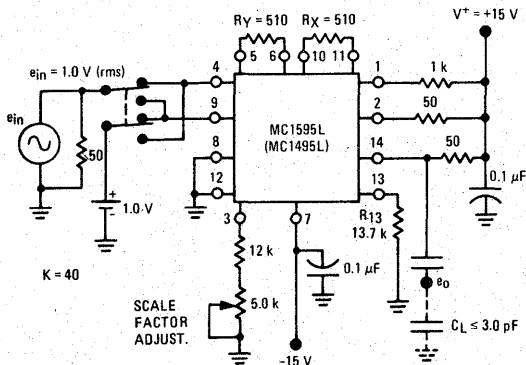 RY = 510
RX = 510
V+ = +15 V
ein = 1.0 V (rms)
4
5
6
10
11
1
1 k
ein
50
9
2
50
MC1595L
(MC1495L)
8
14
50
12
13
0.1 μF
3
7
R13
13.7 k
1.0 V
+
-
12 k
0.1 μF
K = 40
eo
SCALE
FACTOR
ADJUST.
5.0 k
CL ≤ 3.0 pF
-15 V